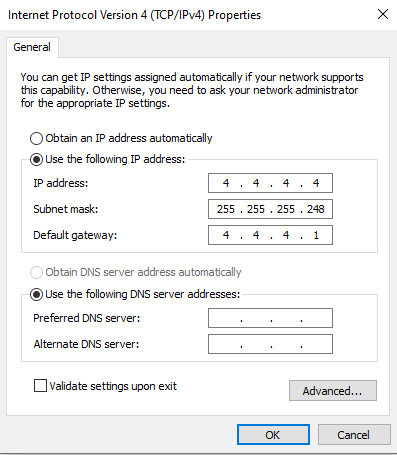 Internet Protocol Version 4 (TCP/IPv4) Properties
General
You can get IP settings assigned automatically if your network supports
this capability. Otherwise, you need to ask your network administrator
for the appropriate IP settings.
Obtain an IP address automatically
Use the following IP address:
IP address: 4 . 4 . 4 . 4
Subnet mask: 255 . 255 . 255 . 248
Default gateway: 4 . 4 . 4 . 1
Obtain DNS server address automatically
Use the following DNS server addresses:
Preferred DNS server: . . .
Alternate DNS server: . . .
Validate settings upon exit
Advanced...
OK Cancel